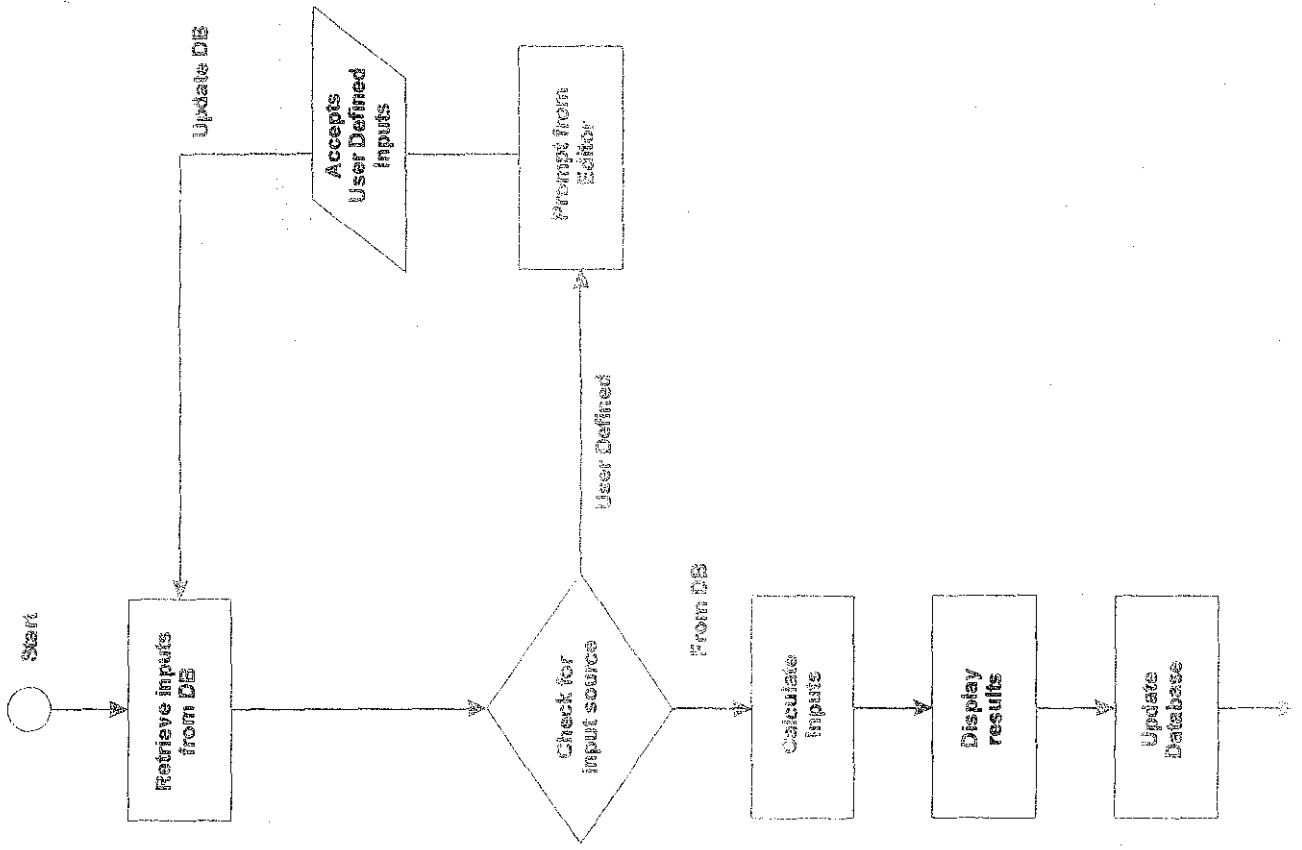 Start
Retrieve inputs
from DB
Update DB
Accepts
User Defined
Inputs
Prompt from
Editor
User Defined
Check for
input source
From DB
Calculate
Inputs
Display
results
Update
Database